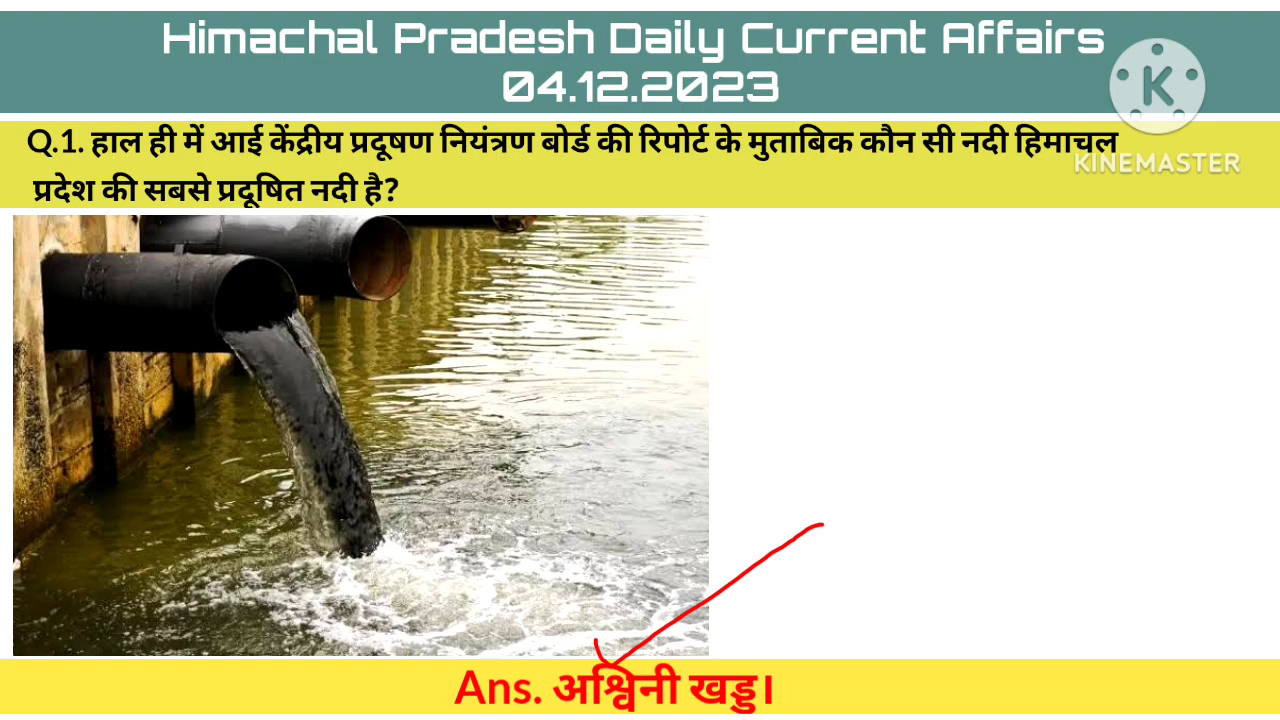 Himachal Pradesh Daily Current Affairs
04.12.2023
K
KINEMASTER
Q.1. हाल ही में आई केंद्रीय प्रदूषण नियंत्रण बोर्ड की रिपोर्ट के मुताबिक कौन सी नदी हिमाचल
प्रदेश की सबसे प्रदूषित नदी है?
Ans. अश्विनी खड्ड।